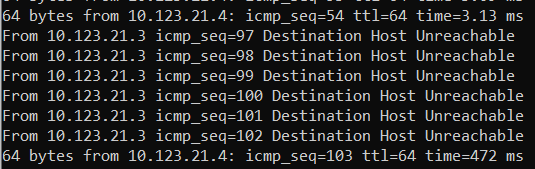 64 bytes from 10.123.21.4: icmp_seq=54 ttl=64 time=3.13 ms
From 10.123.21.3 icmp_seq=97 Destination Host Unreachable
From 10.123.21.3 icmp_seq=98 Destination Host Unreachable
From 10.123.21.3 icmp_seq=99 Destination Host Unreachable
From 10.123.21.3 icmp_seq=100 Destination Host Unreachable
From 10.123.21.3 icmp_seq=101 Destination Host Unreachable
From 10.123.21.3 icmp_seq=102 Destination Host Unreachable
64 bytes from 10.123.21.4: icmp_seq=103 ttl=64 time=472 ms